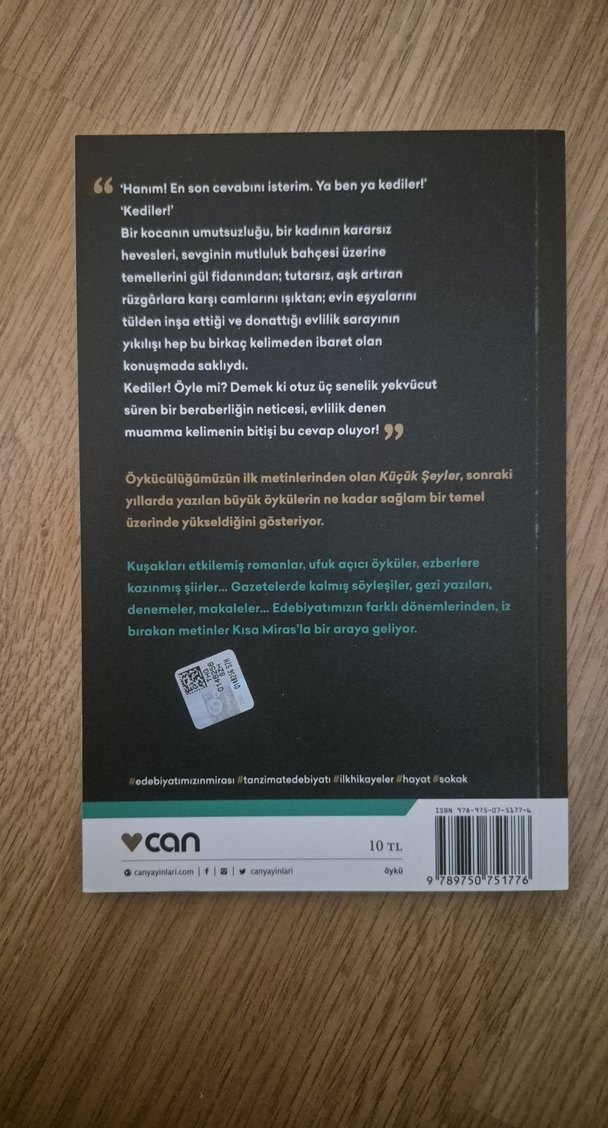 “ ‘Hanım! En son cevabını isterim. Ya ben ya kediler!’
‘Kediler!’
Bir kocanın umutsuzluğu, bir kadının kararsız
hevesleri, sevginin mutluluk bahçesi üzerine
temellerini gül fidanından; tutarsız, aşk artıran
rüzgârlara karşı camlarını ışıktan; evin eşyalarını
tülden inşa ettiği ve donattığı evlilik sarayının
yıkılışı hep bu birkaç kelimeden ibaret olan
konuşmada saklıydı.
Kediler! Öyle mi? Demek ki otuz üç senelik yekvücut
süren bir beraberliğin neticesi, evlilik denen
muamma kelimenin bitişi bu cevap oluyor! ”
Öykücülüğümüzün ilk metinlerinden olan Küçük Şeyler, sonraki
yıllarda yazılan büyük öykülerin ne kadar sağlam bir temel
üzerinde yükseldiğini gösteriyor.
Kuşakları etkilemiş romanlar, ufuk açıcı öyküler, ezberlere
kazınmış şiirler... Gazetelerde kalmış söyleşiler, gezi yazıları,
denemeler, makaleler... Edebiyatımızın farklı dönemlerinden, iz
bırakan metinler Kısa Miras’la bir araya geliyor.
#edebiyatımızınmirası #tanzimatedebiyatı #ilkhikayeler #hayat #sokak
ISBN 978-975-07-5177-6
can
10 TL
canyayinlari.com | f | canyayinlari
öykü
9 789750 751776